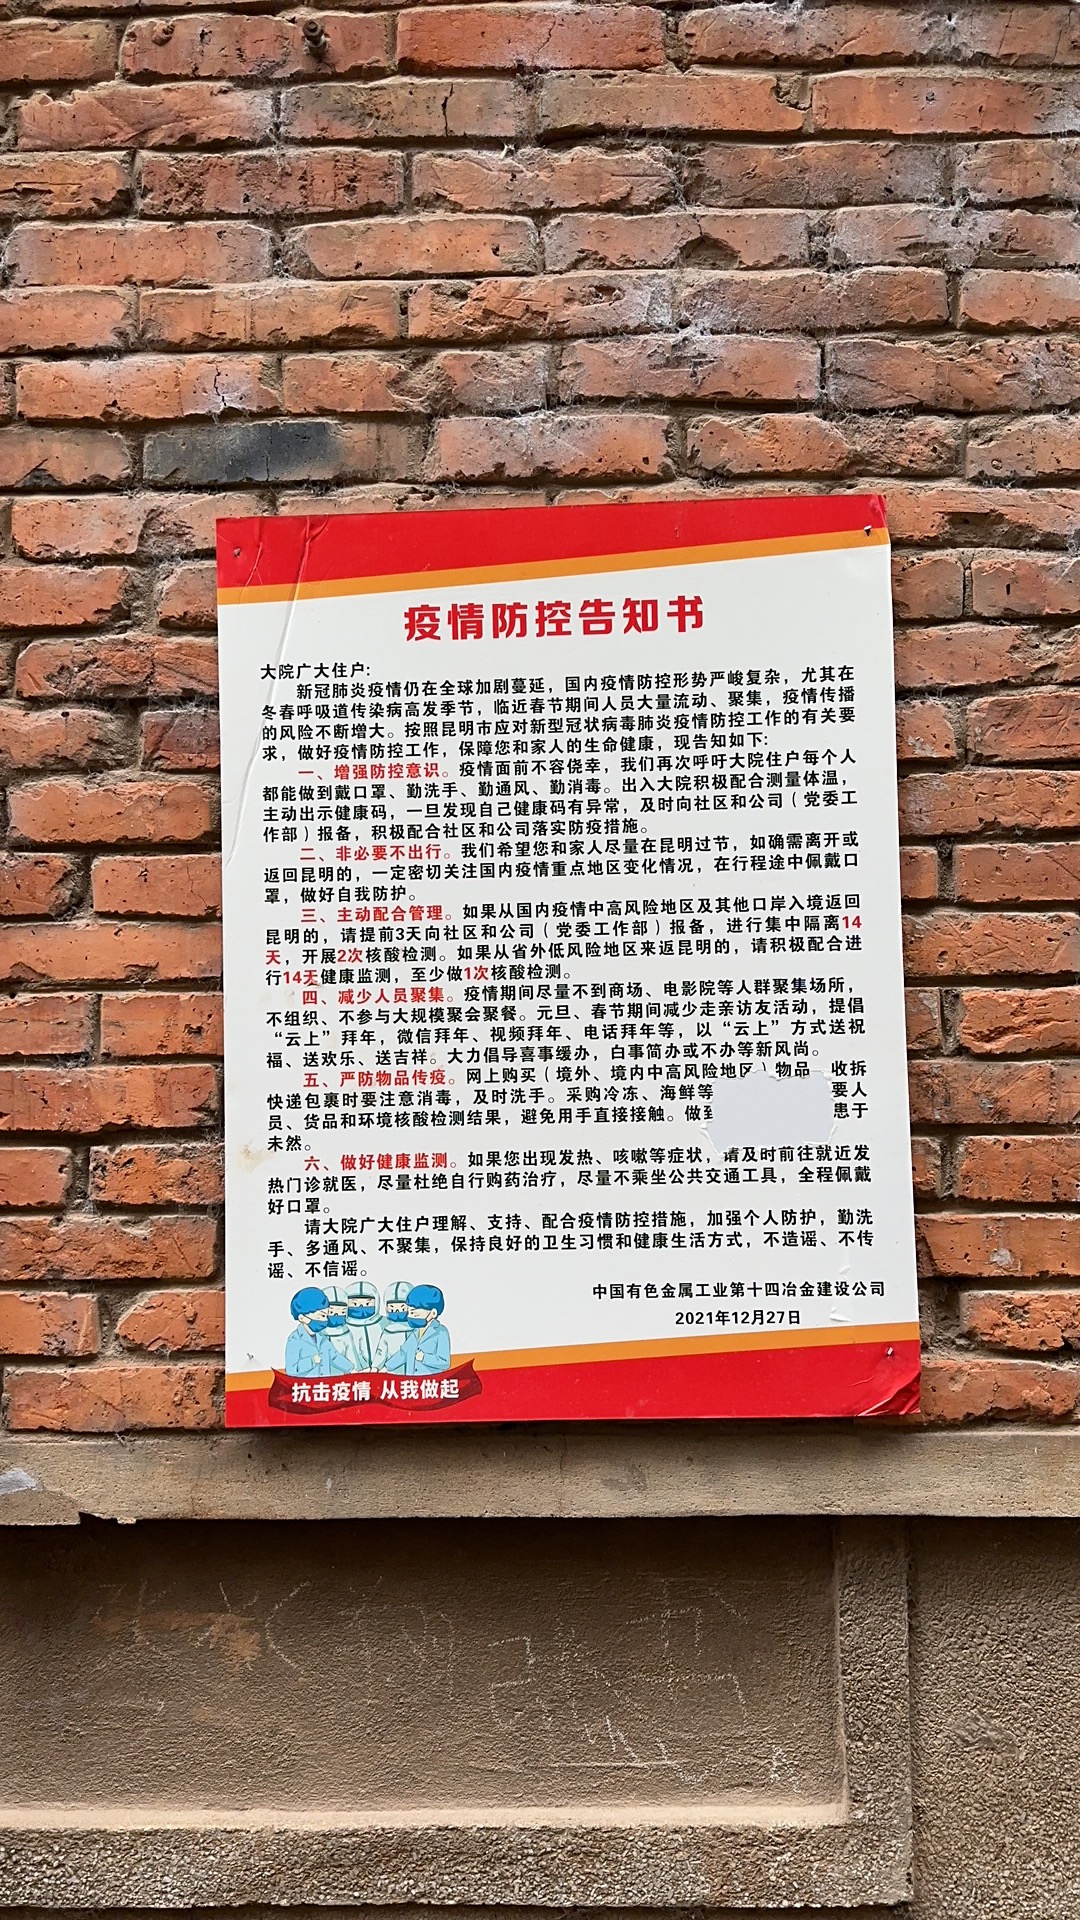 疫情防控告知书
大院广大住户:
新冠肺炎疫情仍在全球加剧蔓延，国内疫情防控形势严峻复杂，尤其在
冬春呼吸道传染病高发季节，临近春节期间人员大量流动、聚集，疫情传播
的风险不断增大。按照昆明市应对新型冠状病毒肺炎疫情防控工作的有关要
求，做好疫情防控工作，保障您和家人的生命健康，现告知如下:
一、增强防控意识。疫情面前不容侥幸，我们再次呼吁大院住户每个人
都能做到戴口罩、勤洗手、勤通风、勤消毒。出入大院积极配合测量体温，
主动出示健康码，一旦发现自己健康码有异常，及时向社区和公司（党委工
作部）报备，积极配合社区和公司落实防疫措施。
二、非必要不出行。我们希望您和家人尽量在昆明过节，如确需离开或
返回昆明的，一定密切关注国内疫情重点地区变化情况，在行程途中佩戴口
罩，做好自我防护。
三、主动配合管理。如果从国内疫情中高风险地区及其他口岸入境返回
昆明的，请提前3天向社区和公司（党委工作部）报备，进行集中隔离14
天，开展2次核酸检测。如果从省外低风险地区来返昆明的，请积极配合进
行14天健康监测，至少做1次核酸检测。
四、减少人员聚集。疫情期间尽量不到商场、电影院等人群聚集场所，
不组织、不参与大规模聚会聚餐。元旦、春节期间减少走亲访友活动，提倡
“云上”拜年，微信拜年、视频拜年、电话拜年等，以“云上”方式送祝
福、送欢乐、送吉祥。大力倡导喜事缓办，白事简办或不办等新风尚。
五、严防物品传疫。网上购买（境外、境内中高风险地区）物品 收拆
快递包裹时要注意消毒，及时洗手。采购冷冻、海鲜等 要人
员、货品和环境核酸检测结果，避免用手直接接触。做到 患于
未然。
六、做好健康监测。如果您出现发热、咳嗽等症状，请及时前往就近发
热门诊就医，尽量杜绝自行购药治疗，尽量不乘坐公共交通工具，全程佩戴
好口罩。
请大院广大住户理解、支持、配合疫情防控措施，加强个人防护，勤洗
手、多通风、不聚集，保持良好的卫生习惯和健康生活方式，不造谣、不传
谣、不信谣。
中国有色金属工业第十四冶金建设公司
2021年12月27日
抗击疫情 从我做起